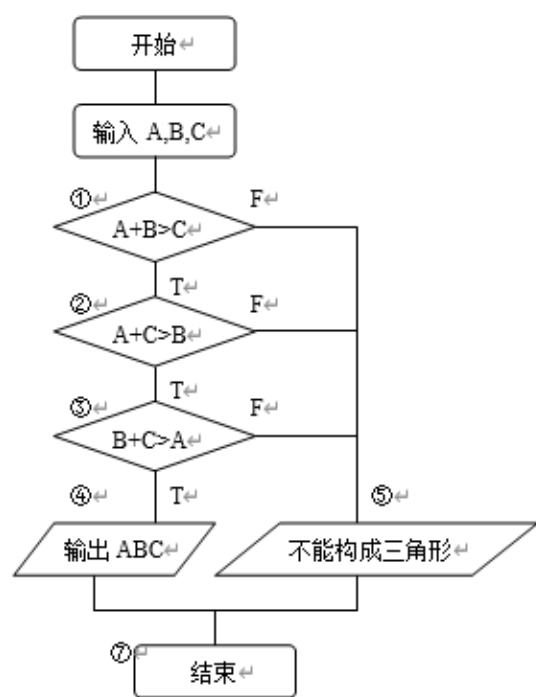 开始↵
输入 A,B,C↵
①↵
F↵
A+B>C↵
T↵
②↵
F↵
A+C>B↵
T↵
③↵
F↵
B+C>A↵
④↵
T↵
⑤↵
输出 ABC↵
不能构成三角形↵
⑦↵
结束↵